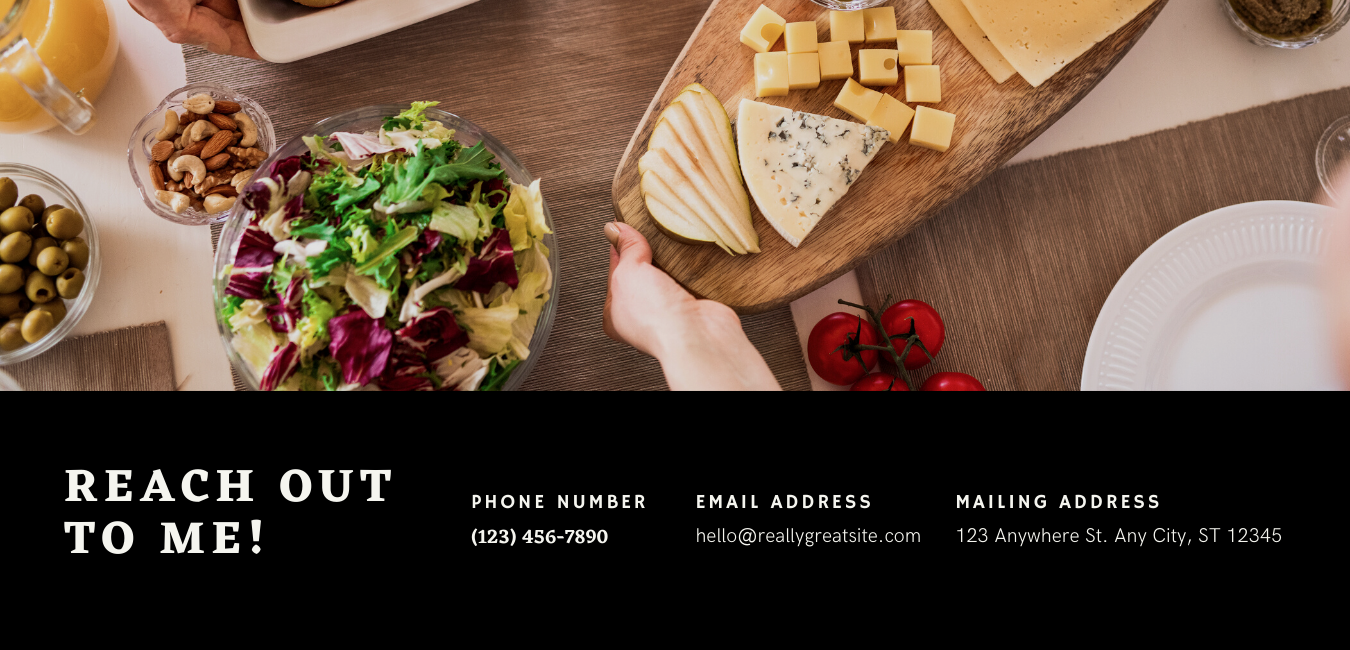 REACH OUT
TO ME!
PHONE NUMBER
(123) 456-7890
EMAIL ADDRESS
hello@reallygreatsite.com
MAILING ADDRESS
123 Anywhere St. Any City, ST 12345